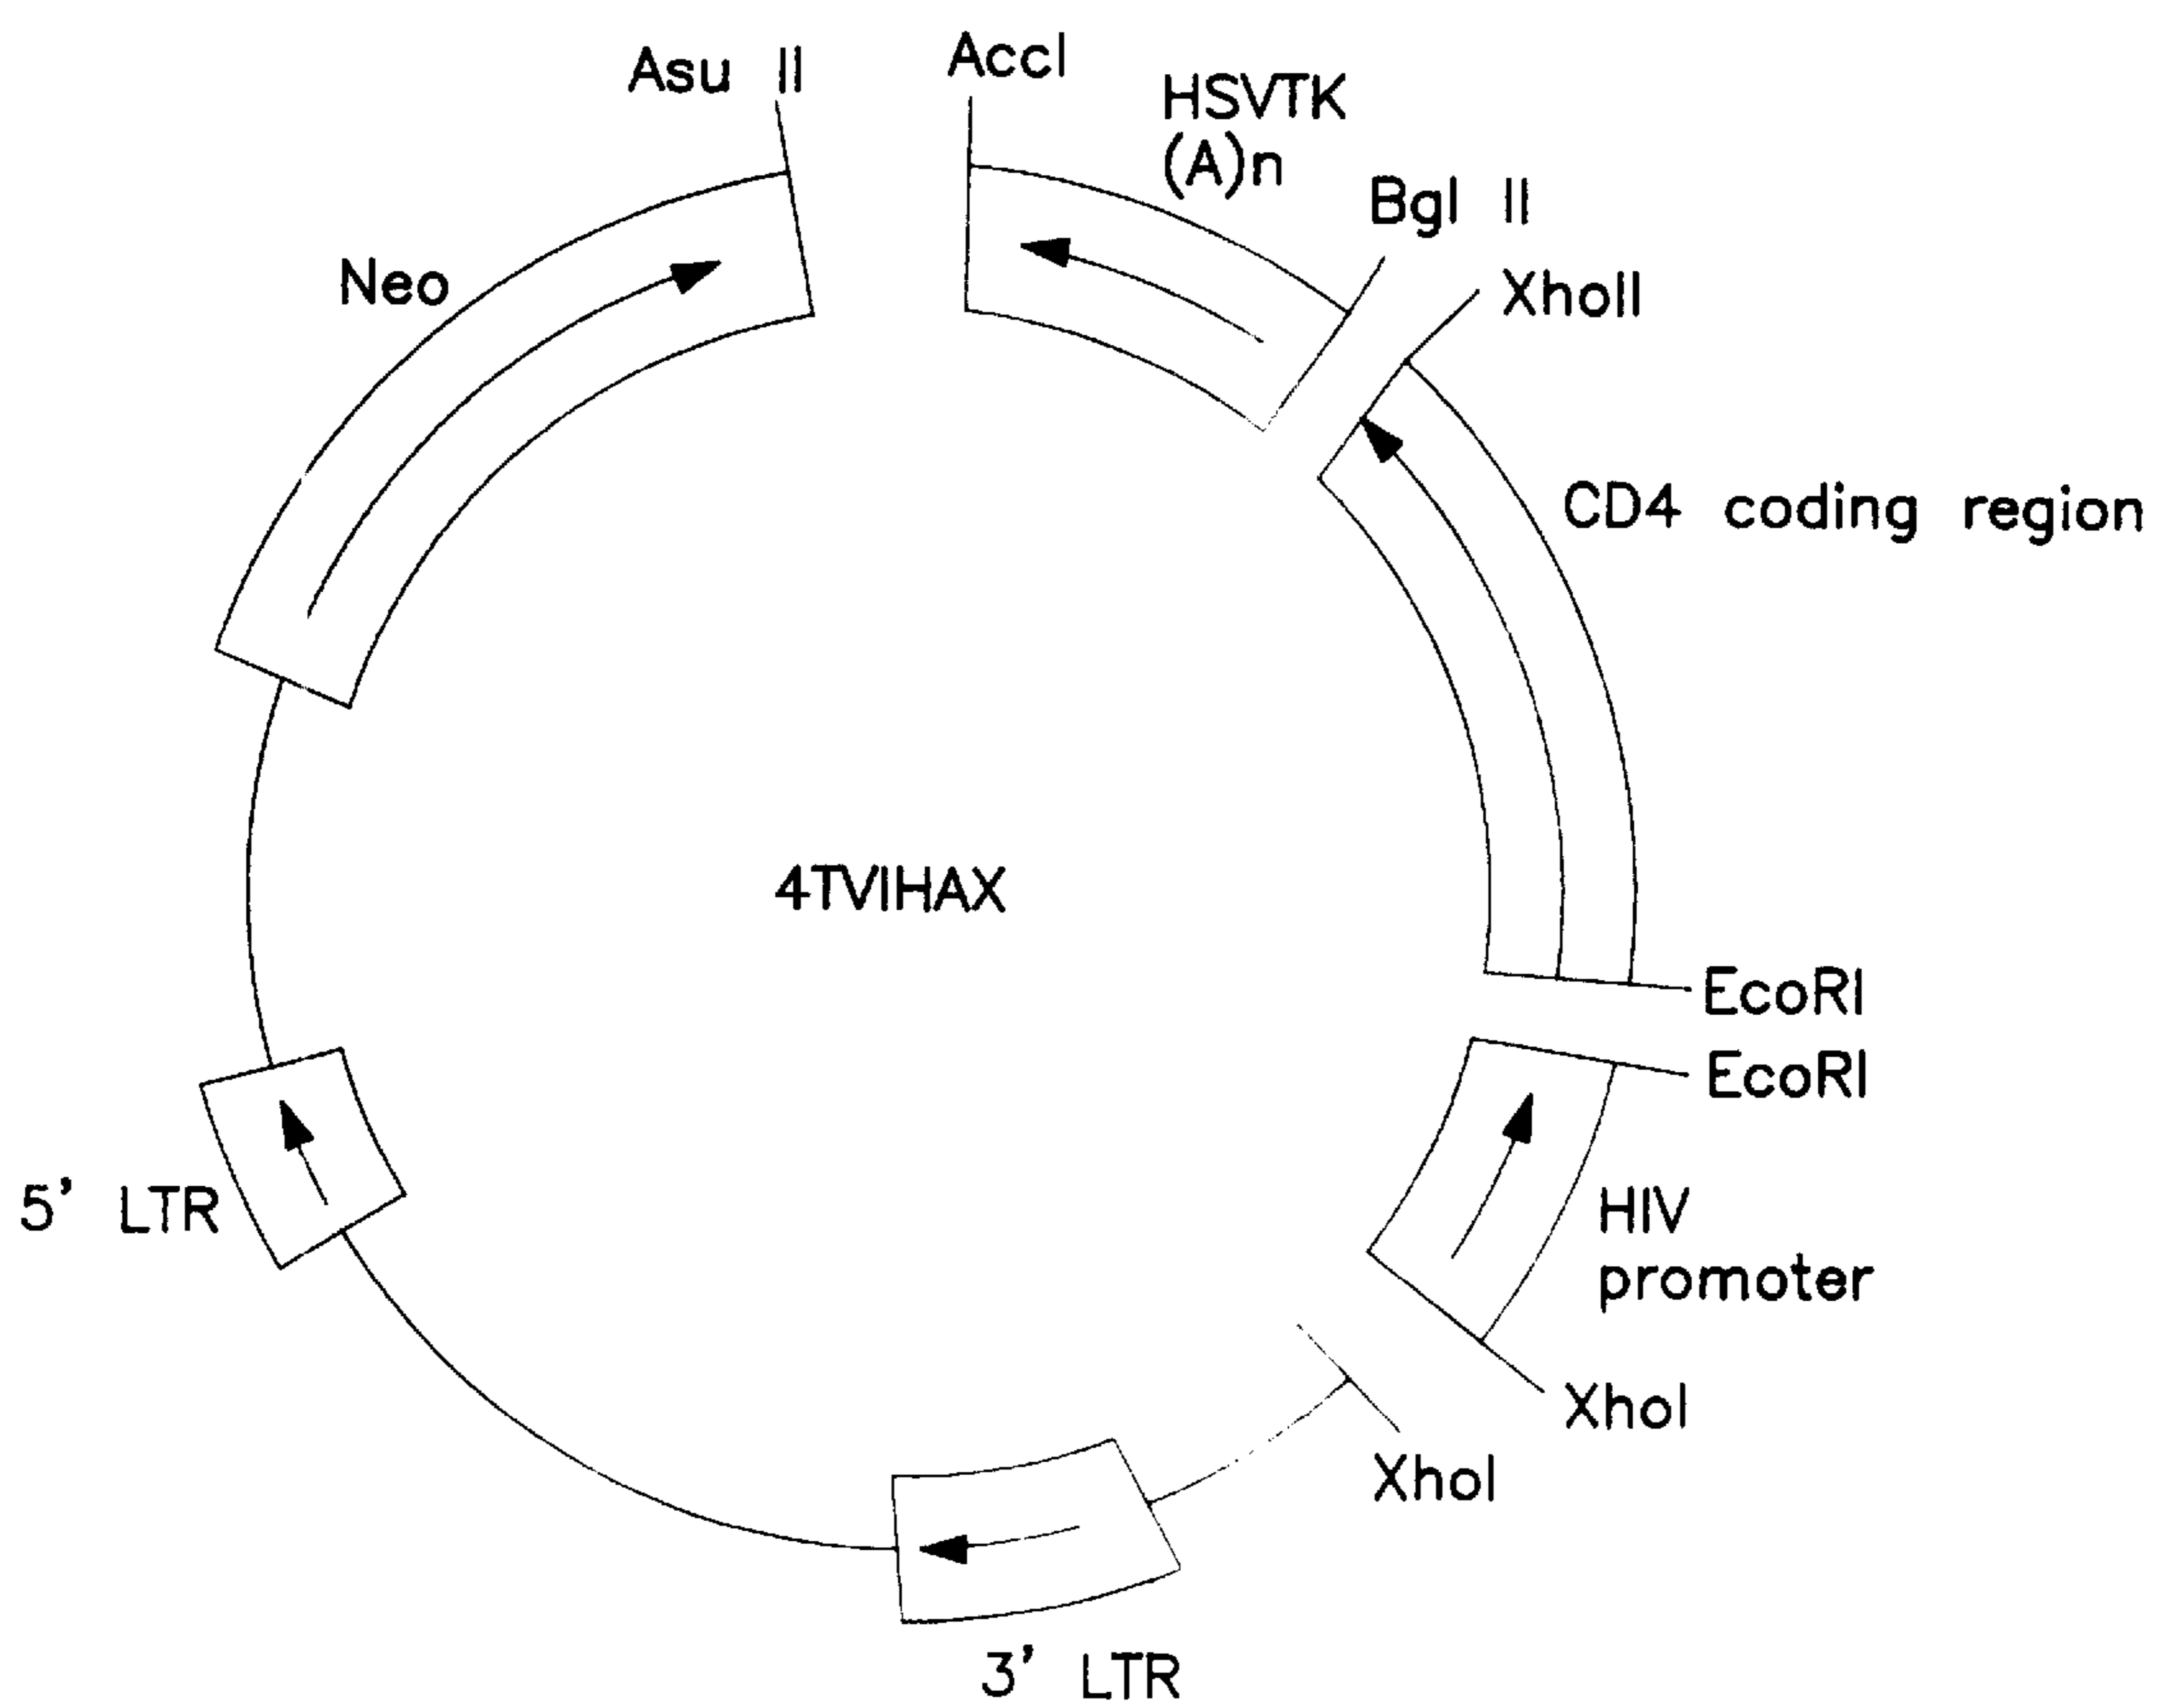 Asu II
AccI
HSVTK
(A)n
Bgl II
XhoII
Neo
CD4 coding region
4TVIHAX
EcoRI
EcoRI
5' LTR
HIV
promoter
XhoI
XhoI
3' LTR